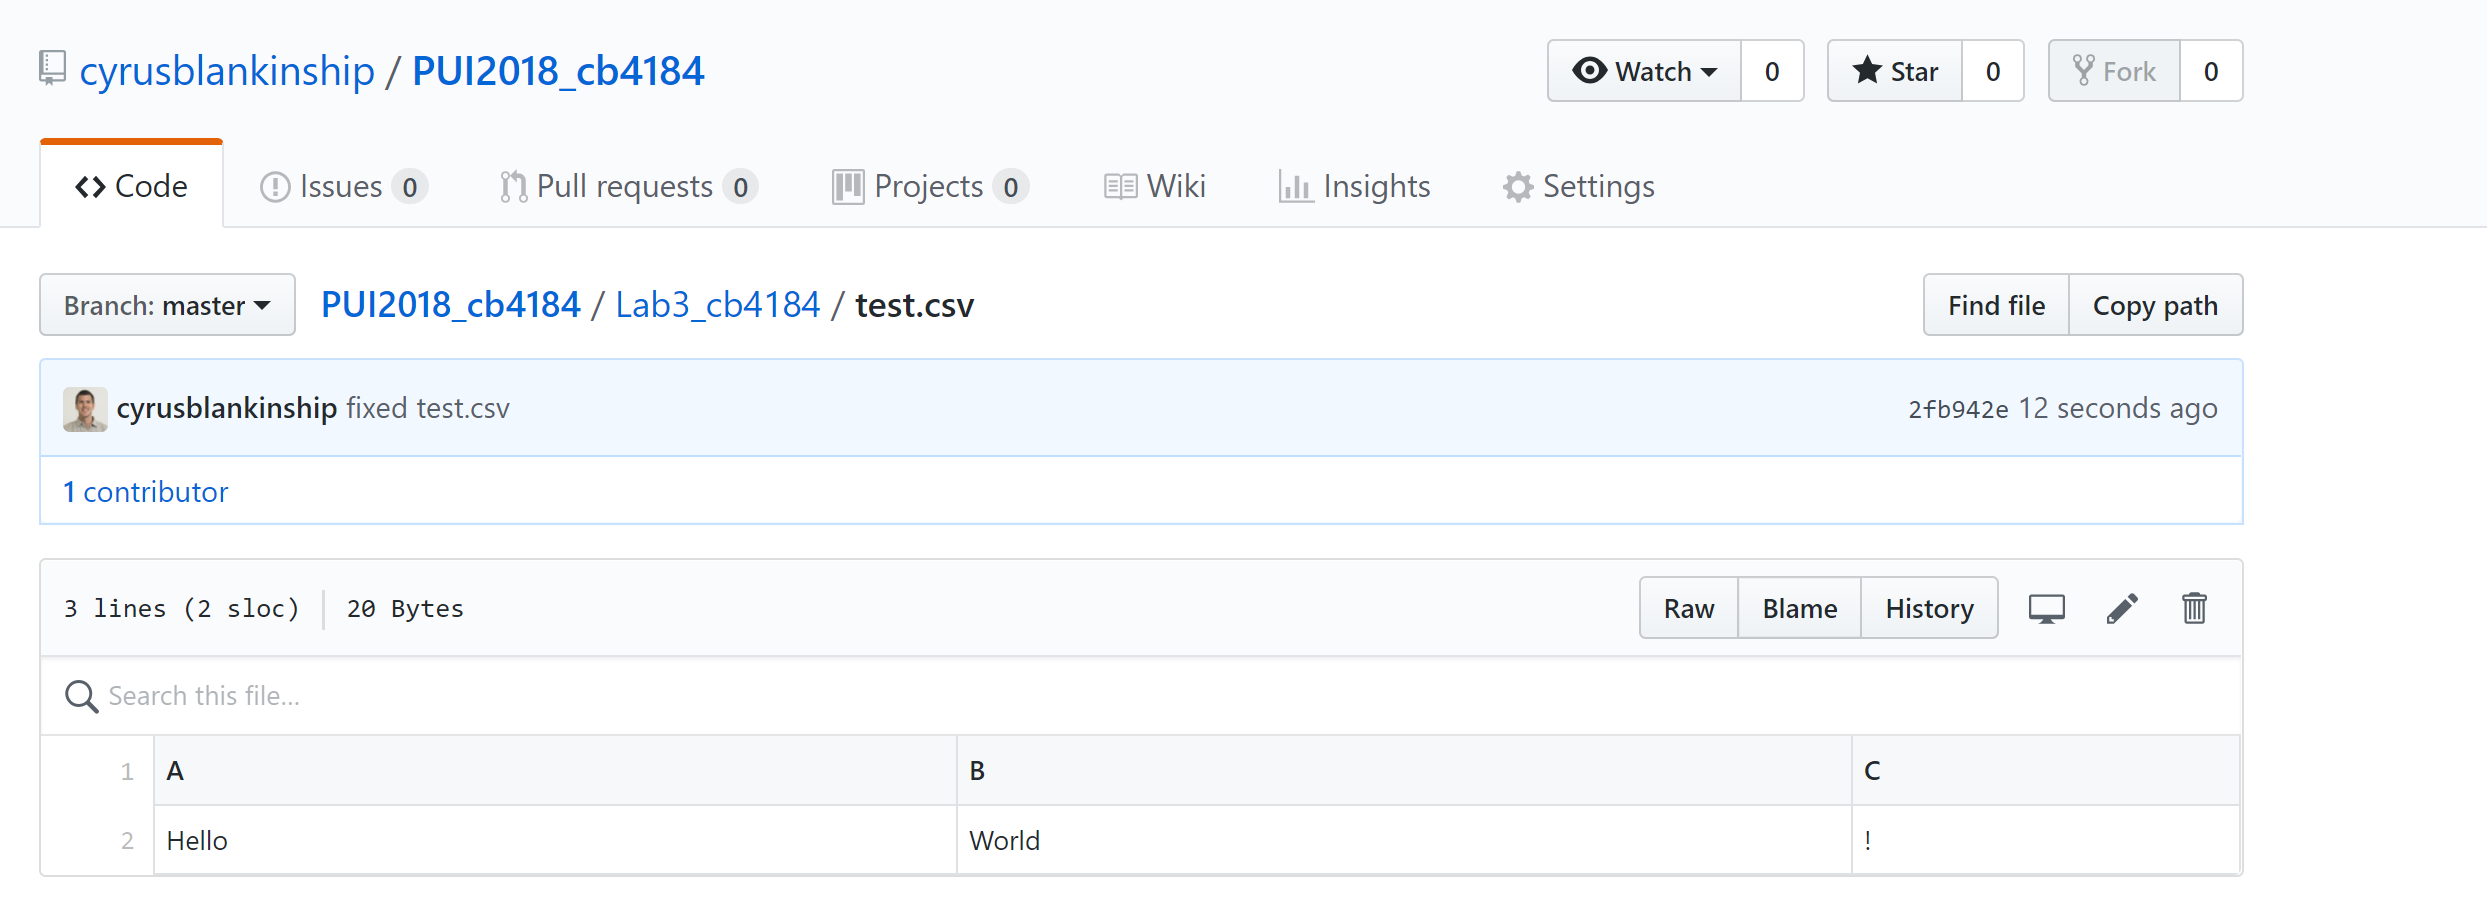 cyrusblankinship / PUI2018_cb4184 Watch 0 Star 0 Fork 0
Code Issues 0 Pull requests 0 Projects 0 Wiki Insights Settings
Branch: master PUI2018_cb4184 / Lab3_cb4184 / test.csv Find file Copy path
cyrusblankinship fixed test.csv 2fb942e 12 seconds ago
1 contributor
3 lines (2 sloc) 20 Bytes Raw Blame History
Search this file...
1 A B C
2 Hello World !